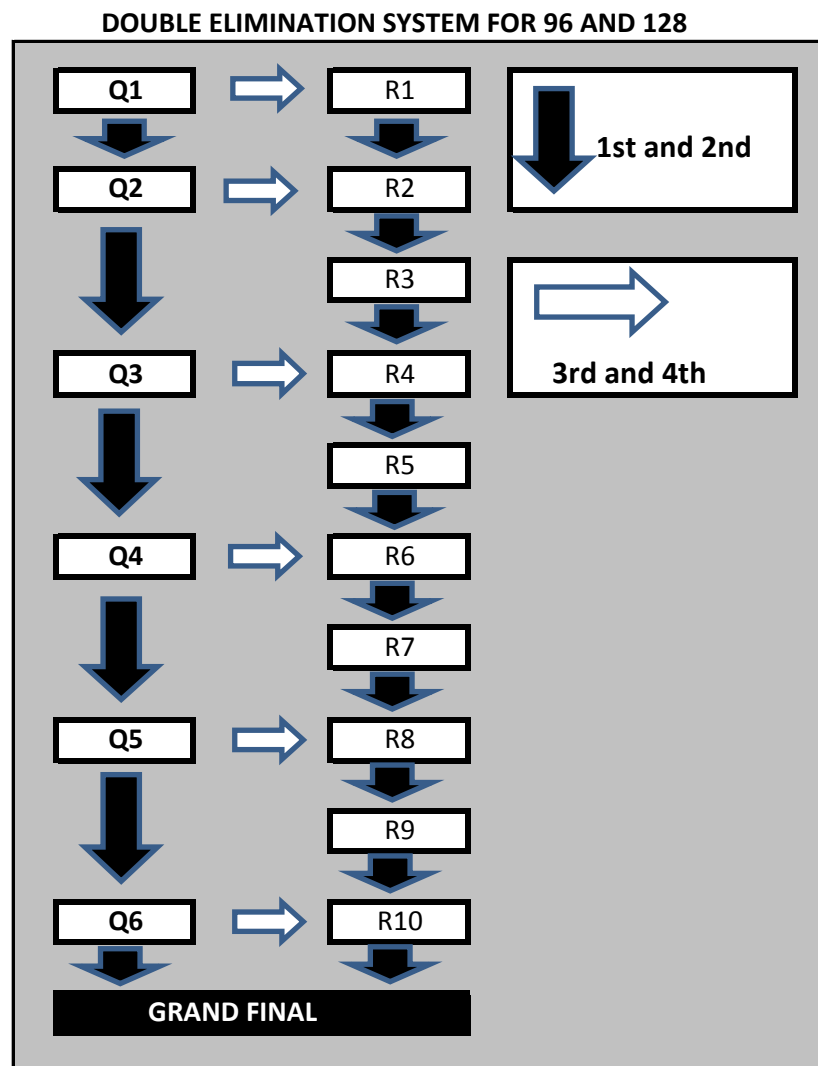 DOUBLE ELIMINATION SYSTEM FOR 96 AND 128
Q1 R1
1st and 2nd
Q2 R2
R3
Q3 R4
3rd and 4th
R5
Q4 R6
R7
Q5 R8
R9
Q6 R10
GRAND FINAL